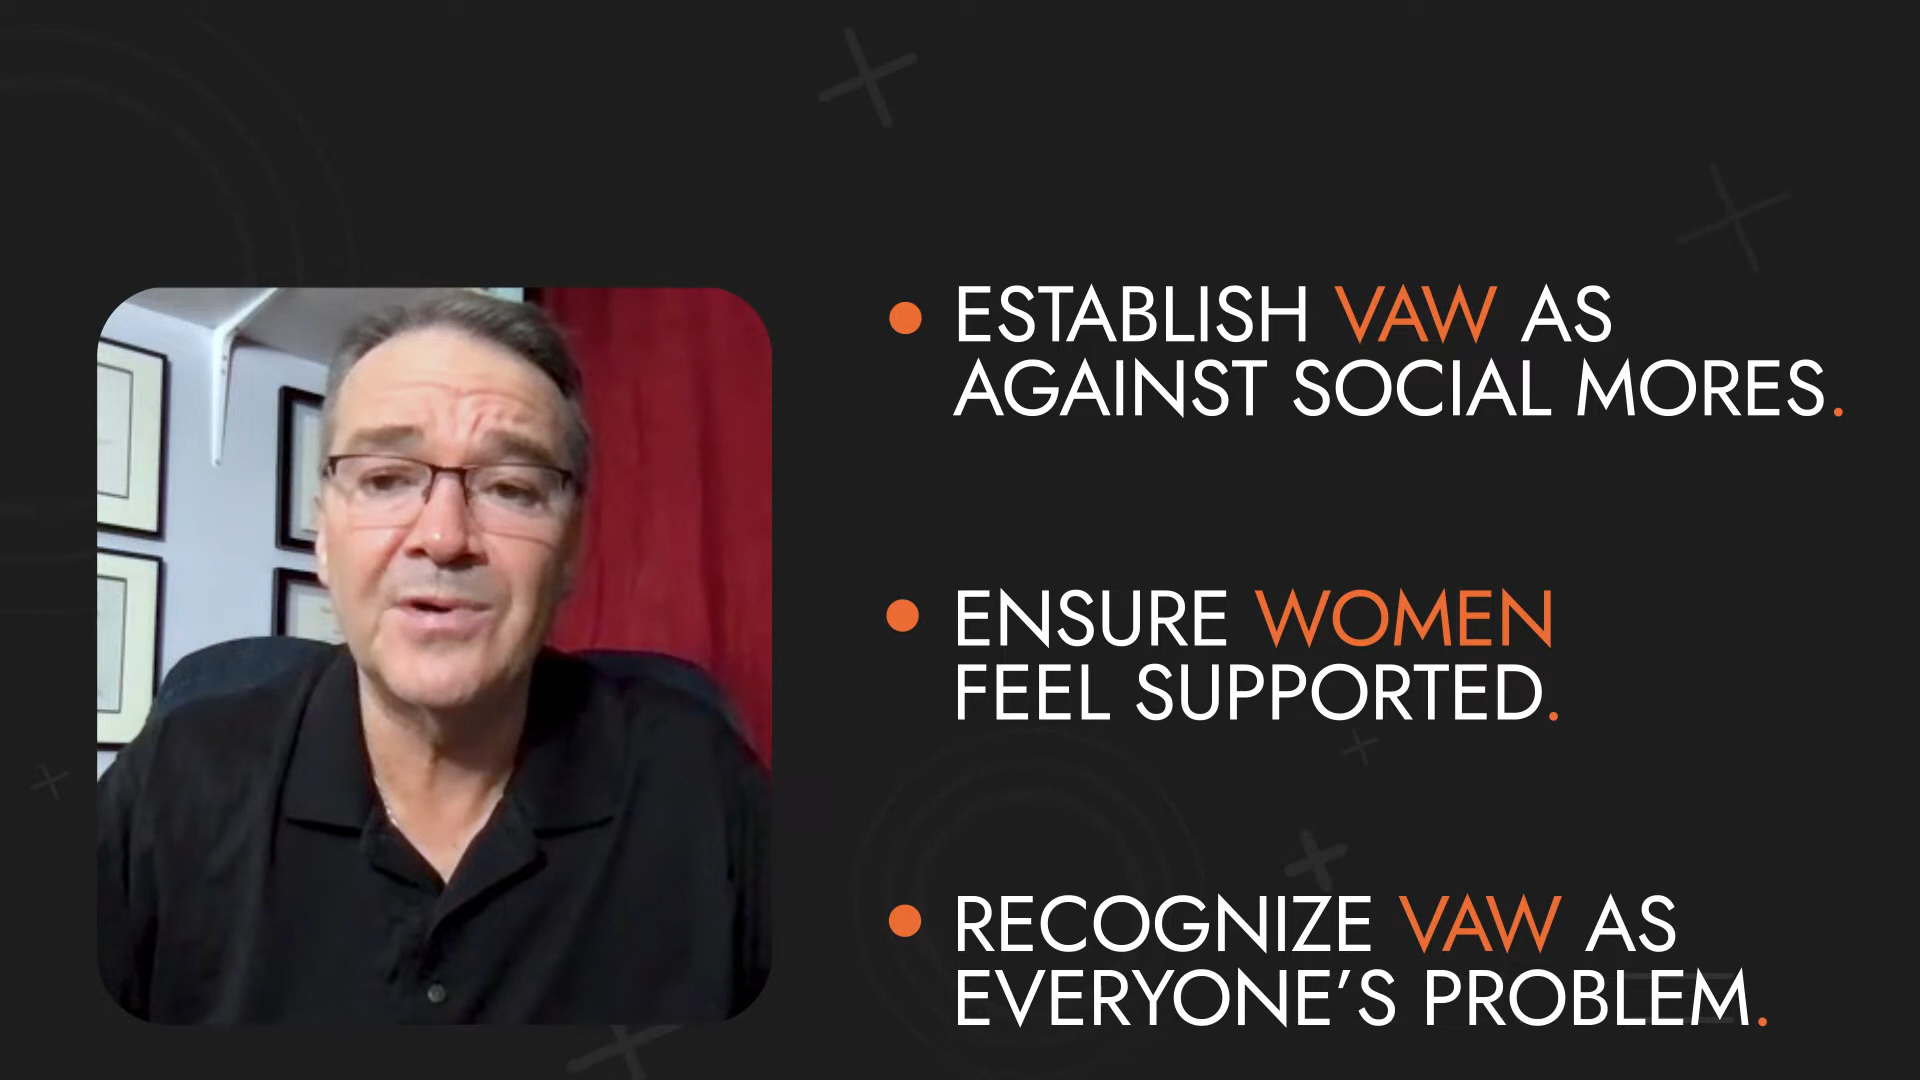 ESTABLISH VAW AS
AGAINST SOCIAL MORES.
ENSURE WOMEN
FEEL SUPPORTED.
RECOGNIZE VAW AS
EVERYONE’S PROBLEM.